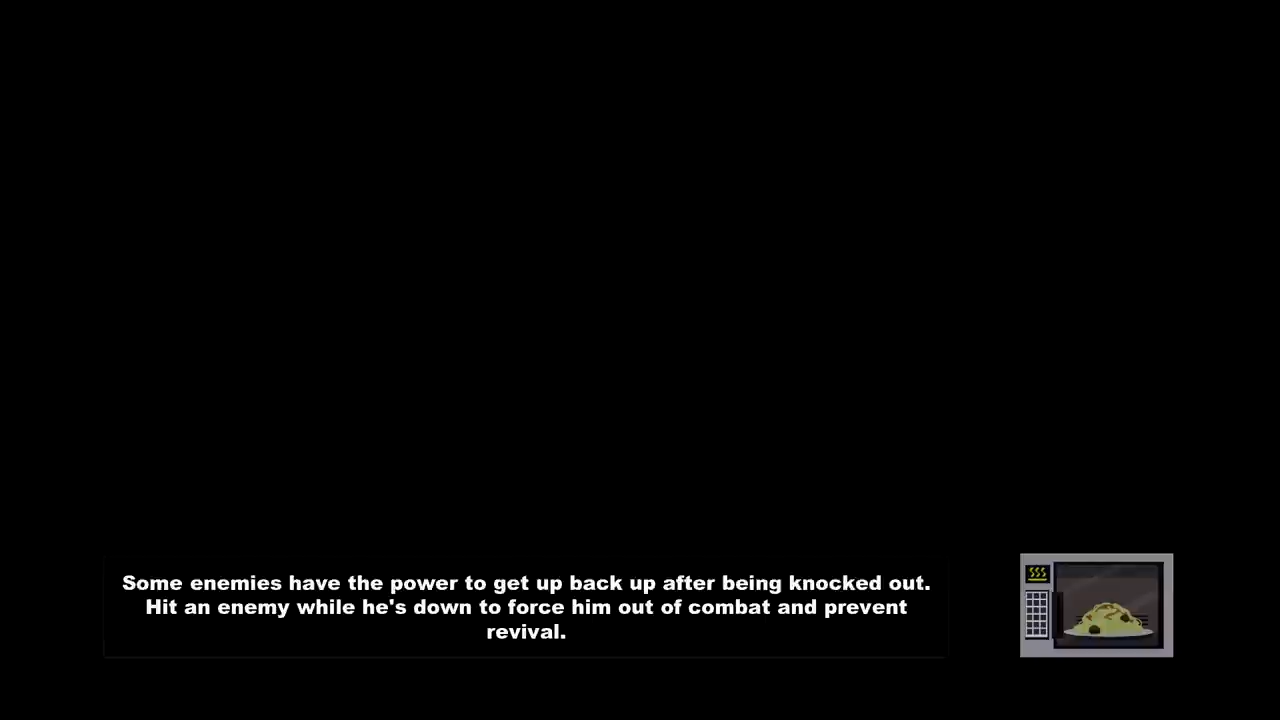 Some enemies have the power to get up back up after being knocked out.
Hit an enemy while he's down to force him out of combat and prevent
revival.